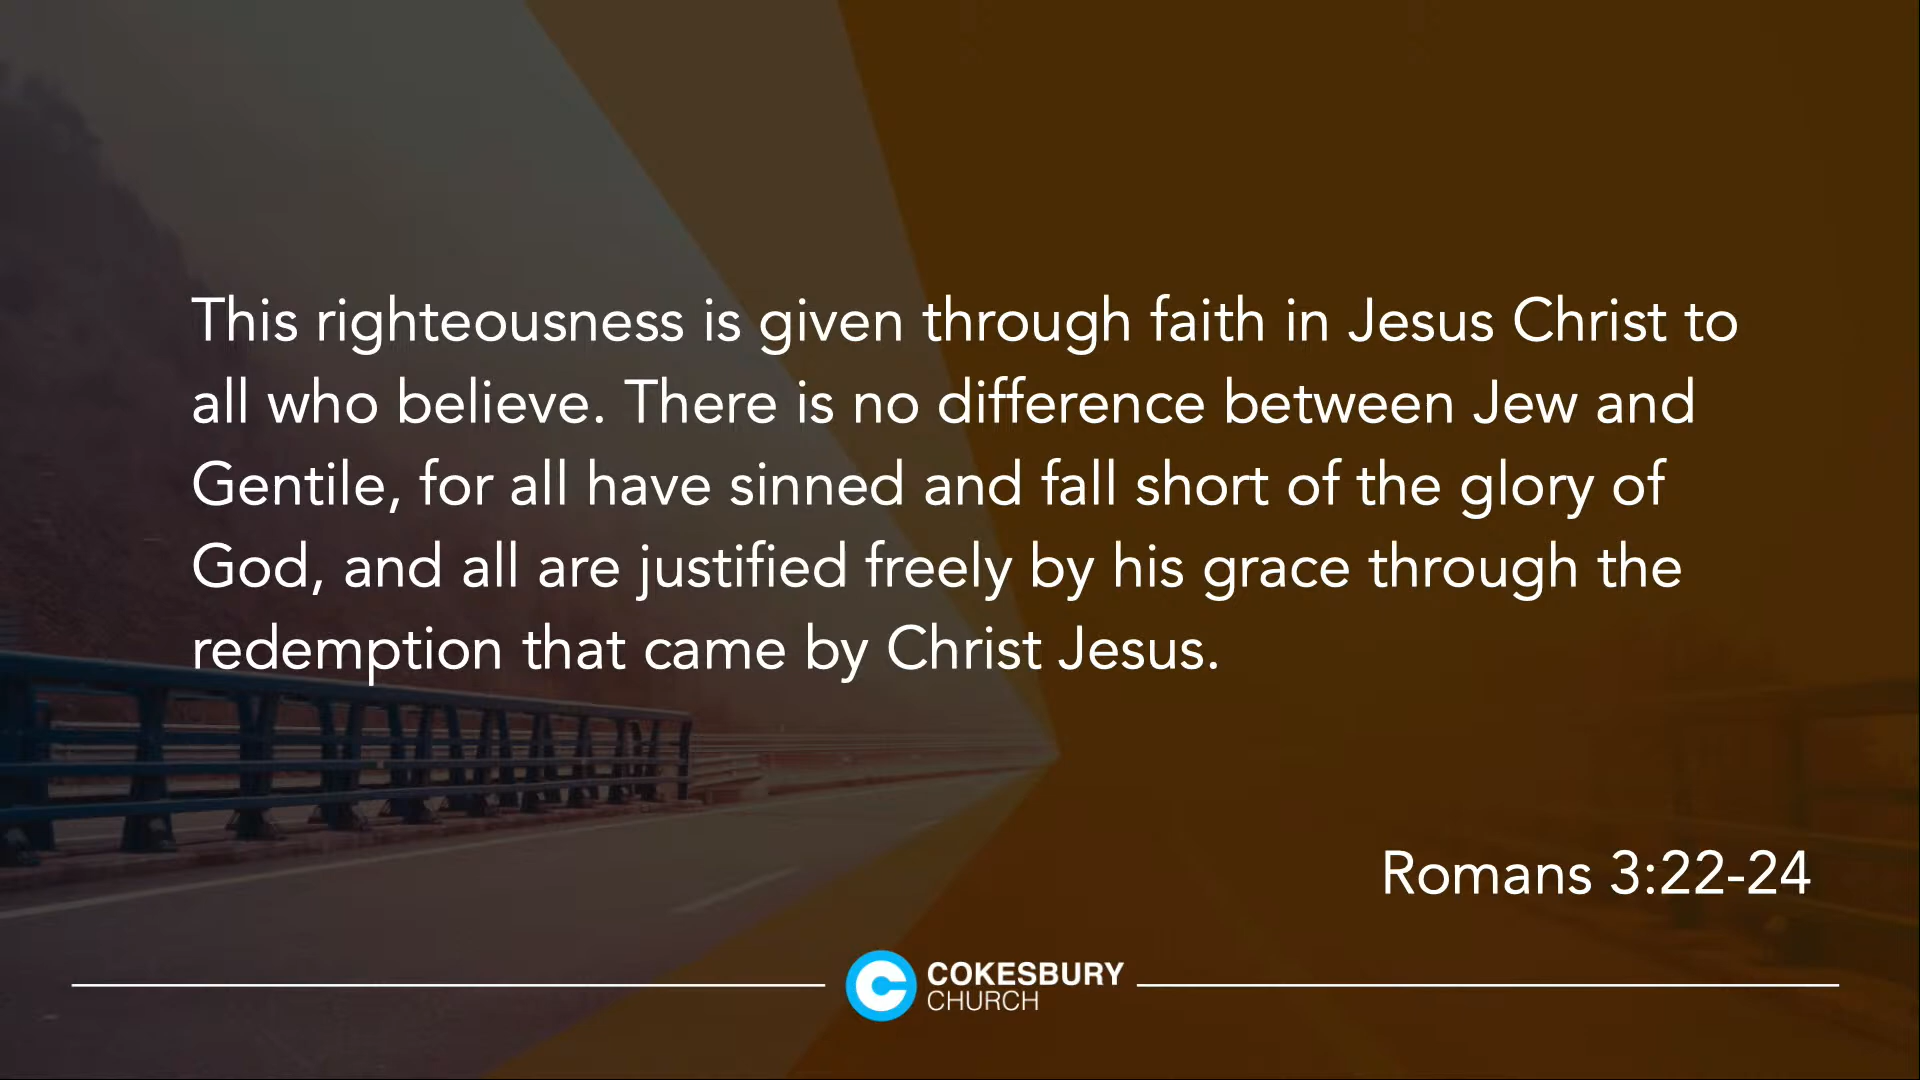 This righteousness is given through faith in Jesus Christ to
all who believe. There is no difference between Jew and
Gentile, for all have sinned and fall short of the glory of
God, and all are justified freely by his grace through the
redemption that came by Christ Jesus.
Romans 3:22-24
COKESBURY
CHURCH